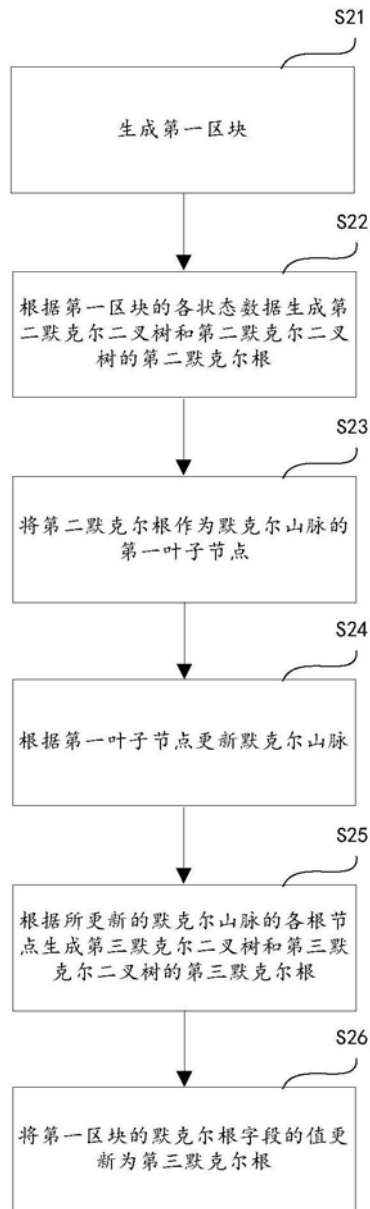 S21
生成第一区块
S22
根据第一区块的各状态数据生成第
二默克尔二叉树和第二默克尔二叉
树的第二默克尔根
S23
将第二默克尔根作为默克尔山脉的
第一叶子节点
S24
根据第一叶子节点更新默克尔山脉
S25
根据所更新的默克尔山脉的各根节
点生成第三默克尔二叉树和第三默
克尔二叉树的第三默克尔根
S26
将第一区块的默克尔根字段的值更
新为第三默克尔根